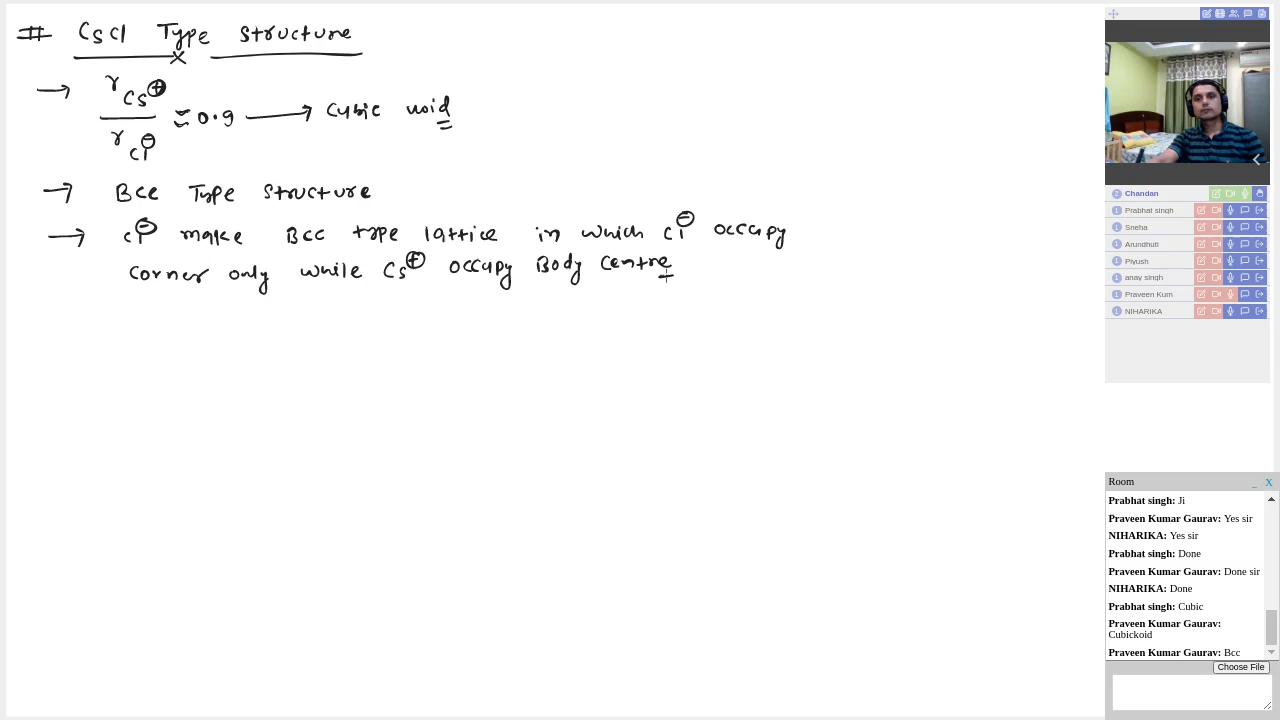 # CsCl Type Structure
→ r Cs⊕ / r Cl⊖ ≈ 0.9 → Cubic void
→ BCC Type Structure
→ Cl⊖ make BCC type lattice in which Cl⊖ occupy
corner only while Cs⊕ occupy Body Centre
Chandan
Prabhat singh
Sneha
Arundhuti
Piyush
anay singh
Praveen Kum
NIHARIKA
Room _ X
Prabhat singh: Ji
Praveen Kumar Gaurav: Yes sir
NIHARIKA: Yes sir
Prabhat singh: Done
Praveen Kumar Gaurav: Done sir
NIHARIKA: Done
Prabhat singh: Cubic
Praveen Kumar Gaurav:
Cubickoid
Praveen Kumar Gaurav: Bcc
Choose File